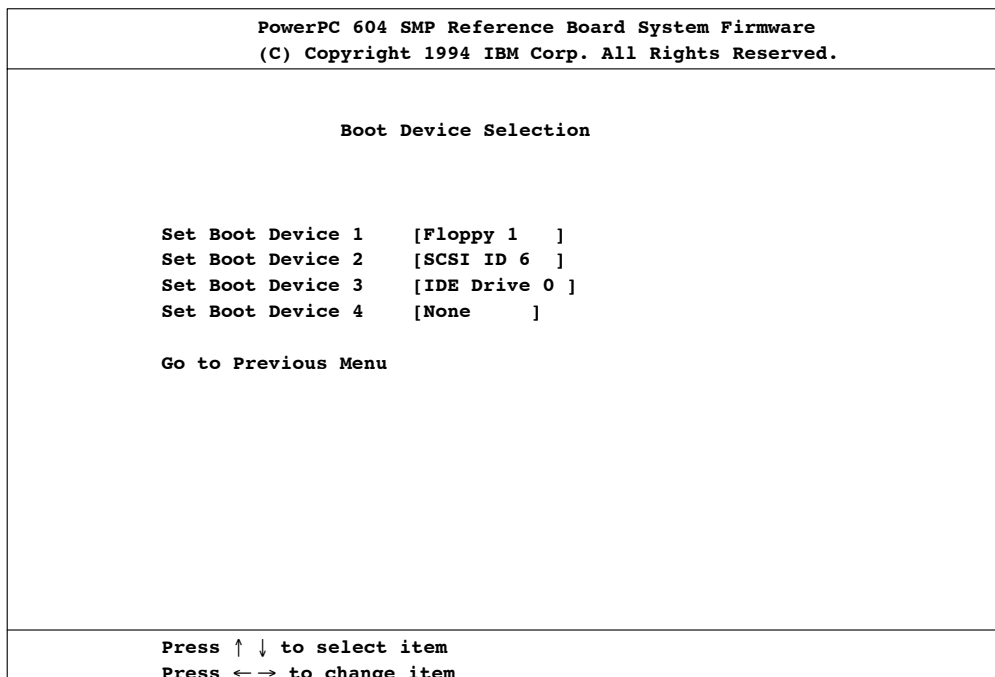 PowerPC 604 SMP Reference Board System Firmware
(C) Copyright 1994 IBM Corp. All Rights Reserved.
Boot Device Selection
Set Boot Device 1 [Floppy 1 ]
Set Boot Device 2 [SCSI ID 6 ]
Set Boot Device 3 [IDE Drive 0 ]
Set Boot Device 4 [None ]
Go to Previous Menu
Press ↑ ↓ to select item
Press ← → to change item